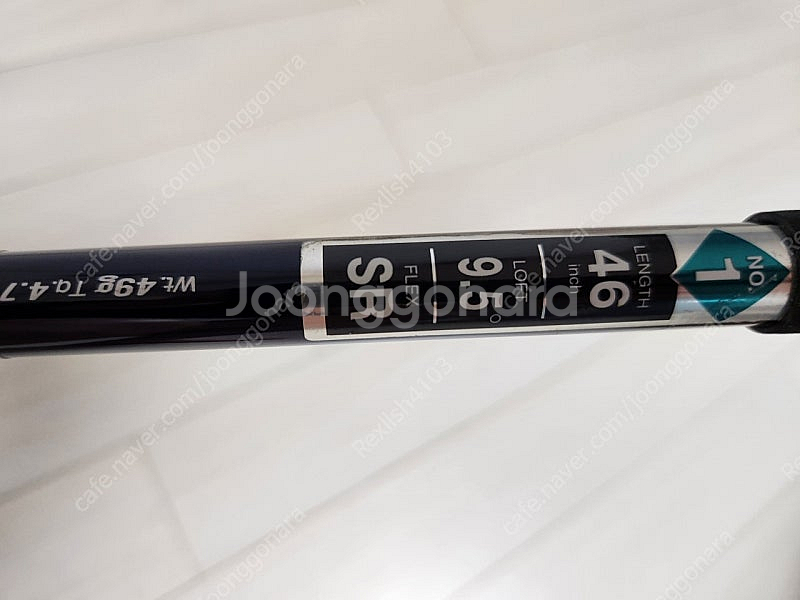 NO.
1
LENGTH
46
inch
LOFT
9.5°
FLEX
SR
Wt.49g Tq.4.7
Joonggonara
cafe.naver.com/joonggonara
Rexlish4103